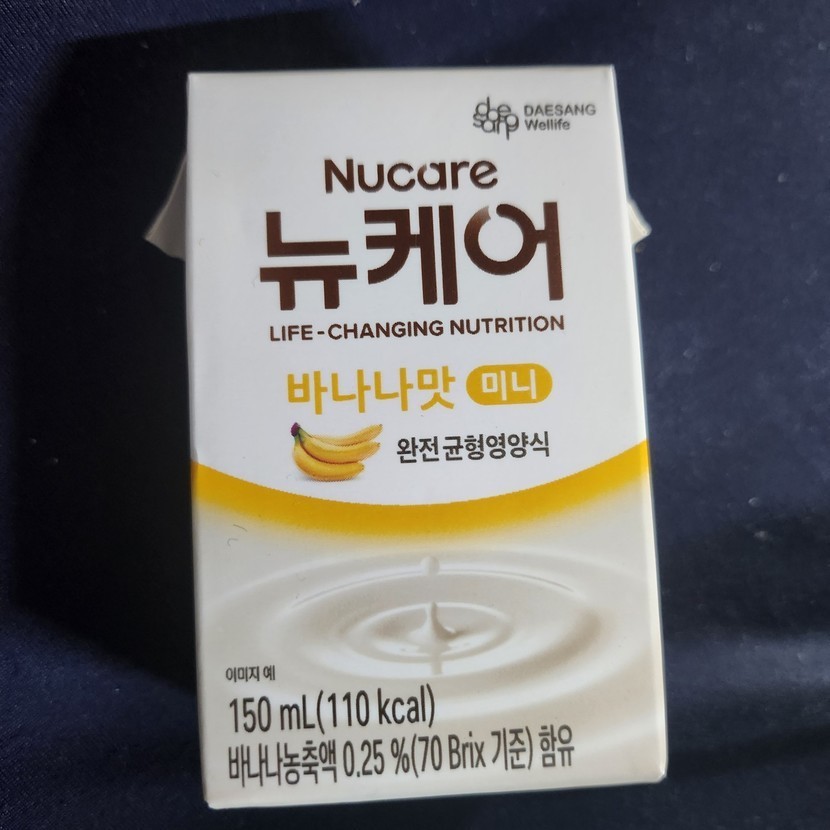 daesang
DAESANG
Wellife
Nucare
뉴케어
LIFE-CHANGING NUTRITION
바나나맛 미니
완전균형영양식
이미지 예
150 mL(110 kcal)
바나나농축액 0.25 %(70 Brix 기준) 함유